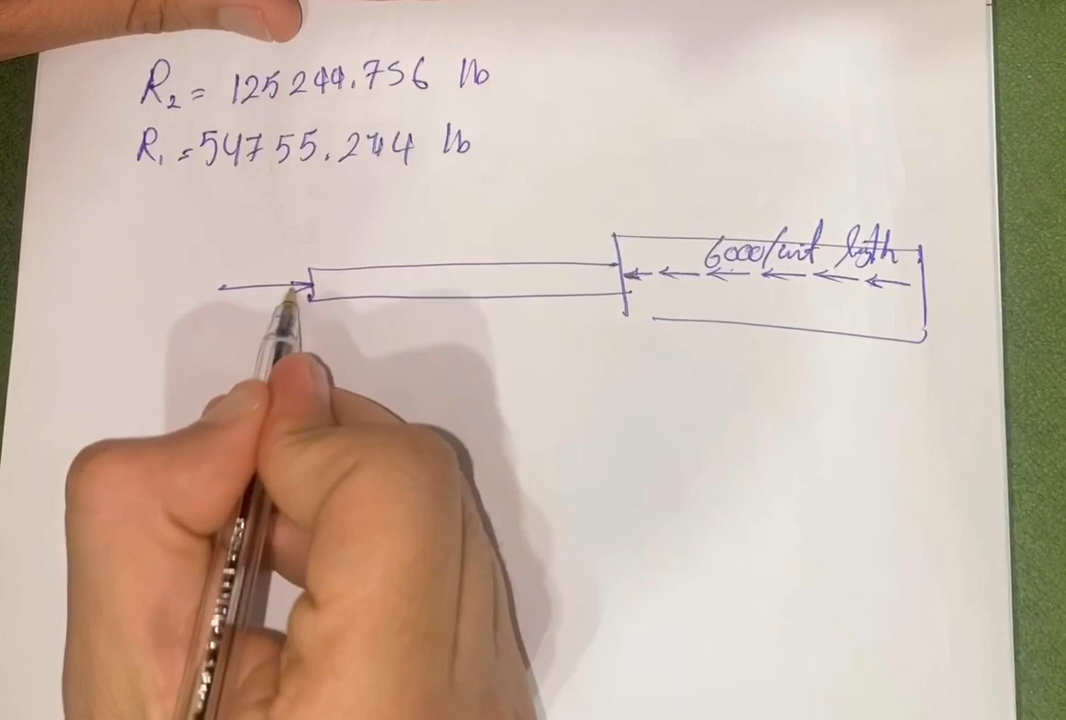 R₂ = 125244.756 lb
R₁ = 54755.244 lb
6000/unit lgth